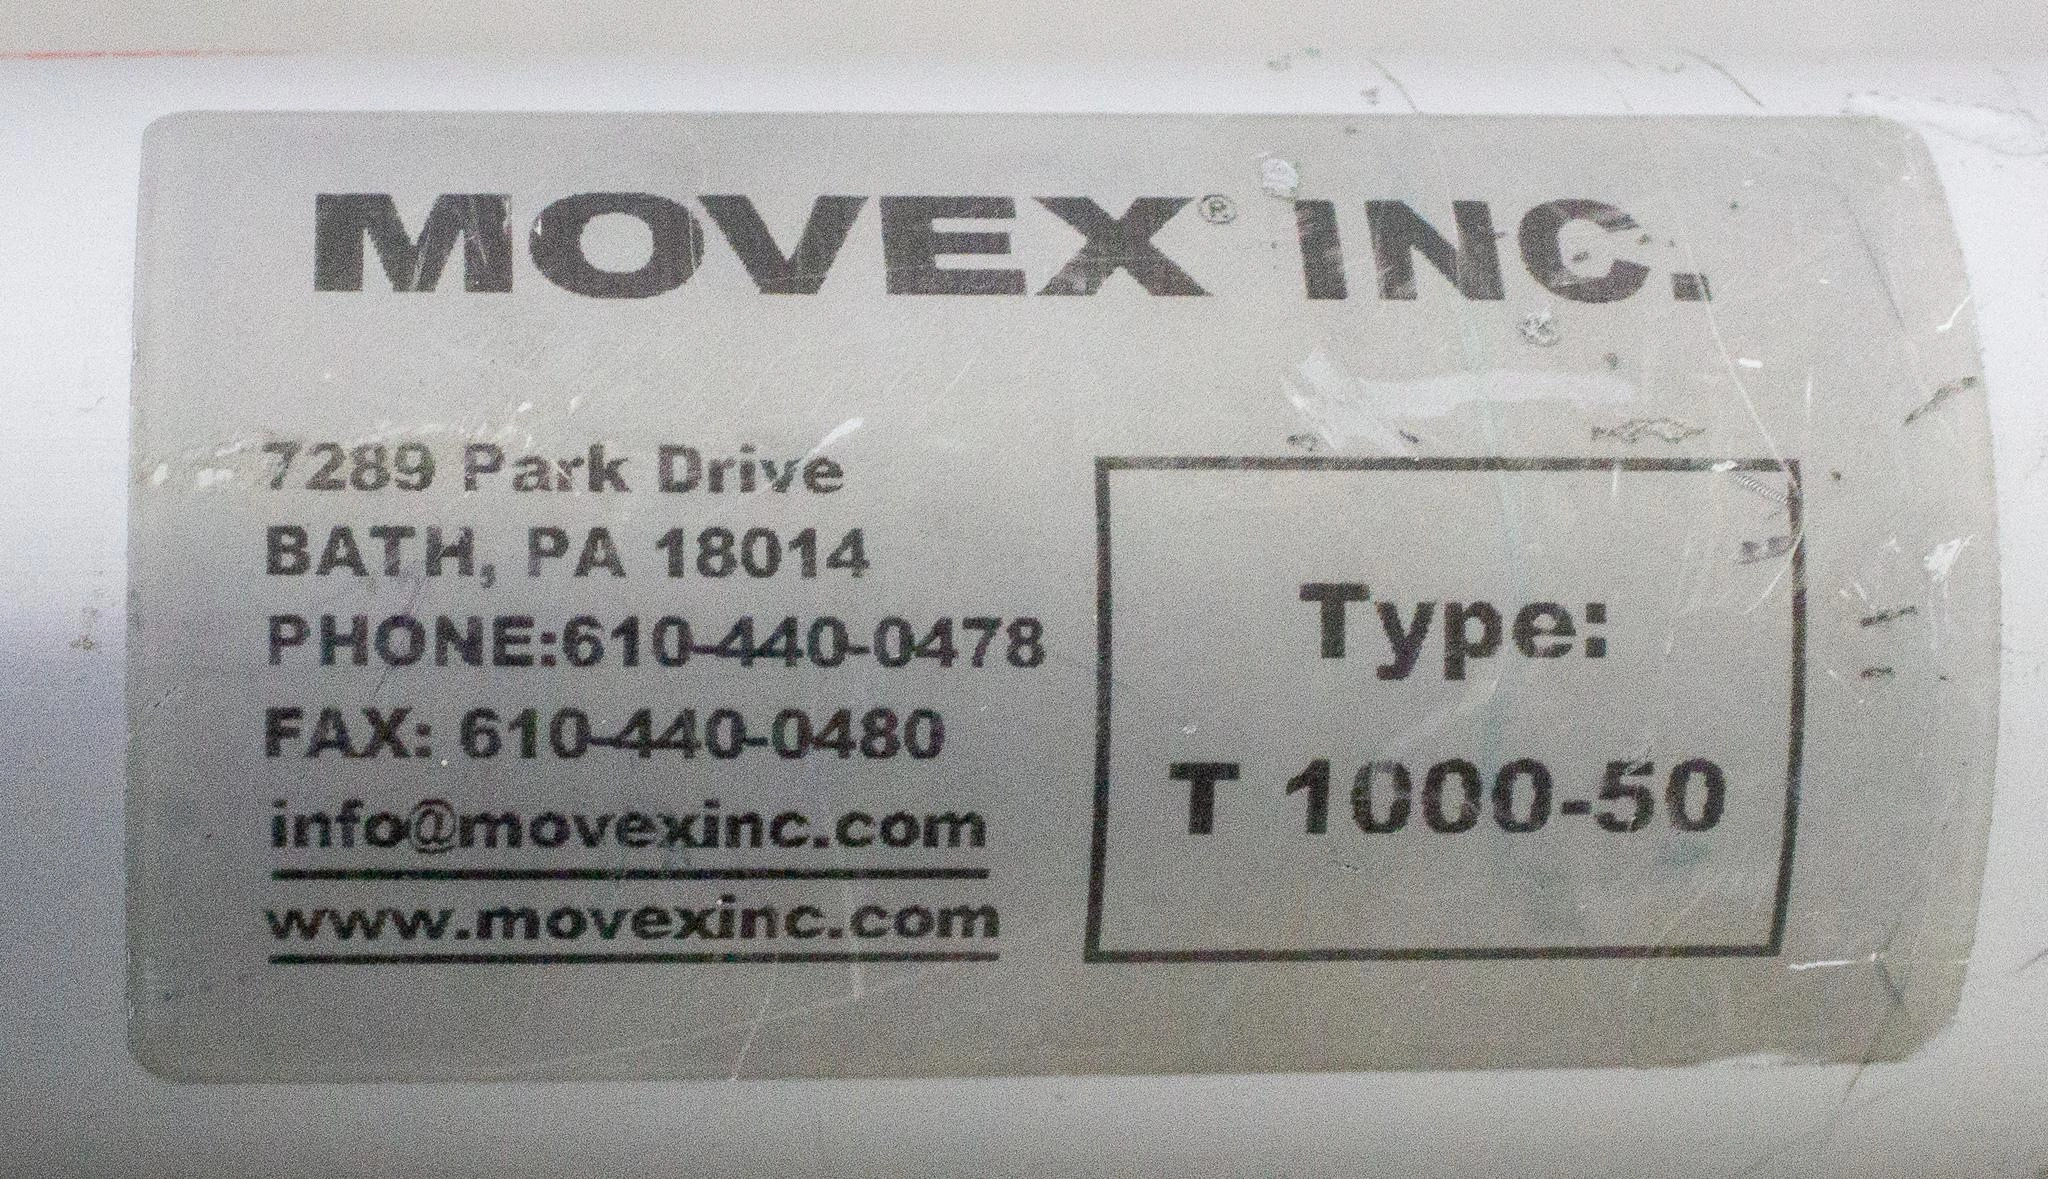 MOVEX® INC.
7289 Park Drive
BATH, PA 18014
PHONE:610-440-0478
FAX: 610-440-0480
info@movexinc.com
www.movexinc.com
Type:
T 1000-50